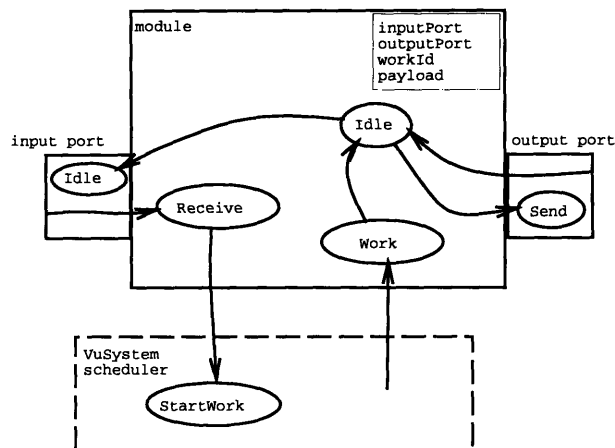 module
inputPort
outputPort
workId
payload
Idle
input port
output port
Idle
Receive
Send
Work
VuSystem
scheduler
StartWork